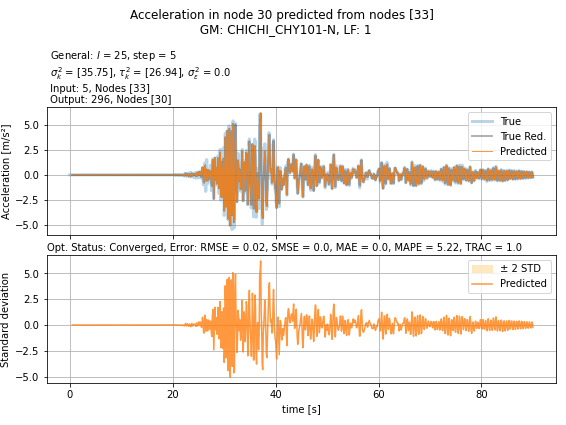 Acceleration in node 30 predicted from nodes [33]
GM: CHICHI_CHY101-N, LF: 1
General: l = 25, step = 5
σ²ₖ = [35.75], τ²ₖ = [26.94], σ²ε = 0.0
Input: 5, Nodes [33]
Output: 296, Nodes [30]
Acceleration [m/s²]
5.0
2.5
0.0
−2.5
−5.0
True
True Red.
Predicted
Opt. Status: Converged, Error: RMSE = 0.02, SMSE = 0.0, MAE = 0.0, MAPE = 5.22, TRAC = 1.0
Standard deviation
5.0
2.5
0.0
−2.5
−5.0
± 2 STD
Predicted
0
20
40
60
80
time [s]